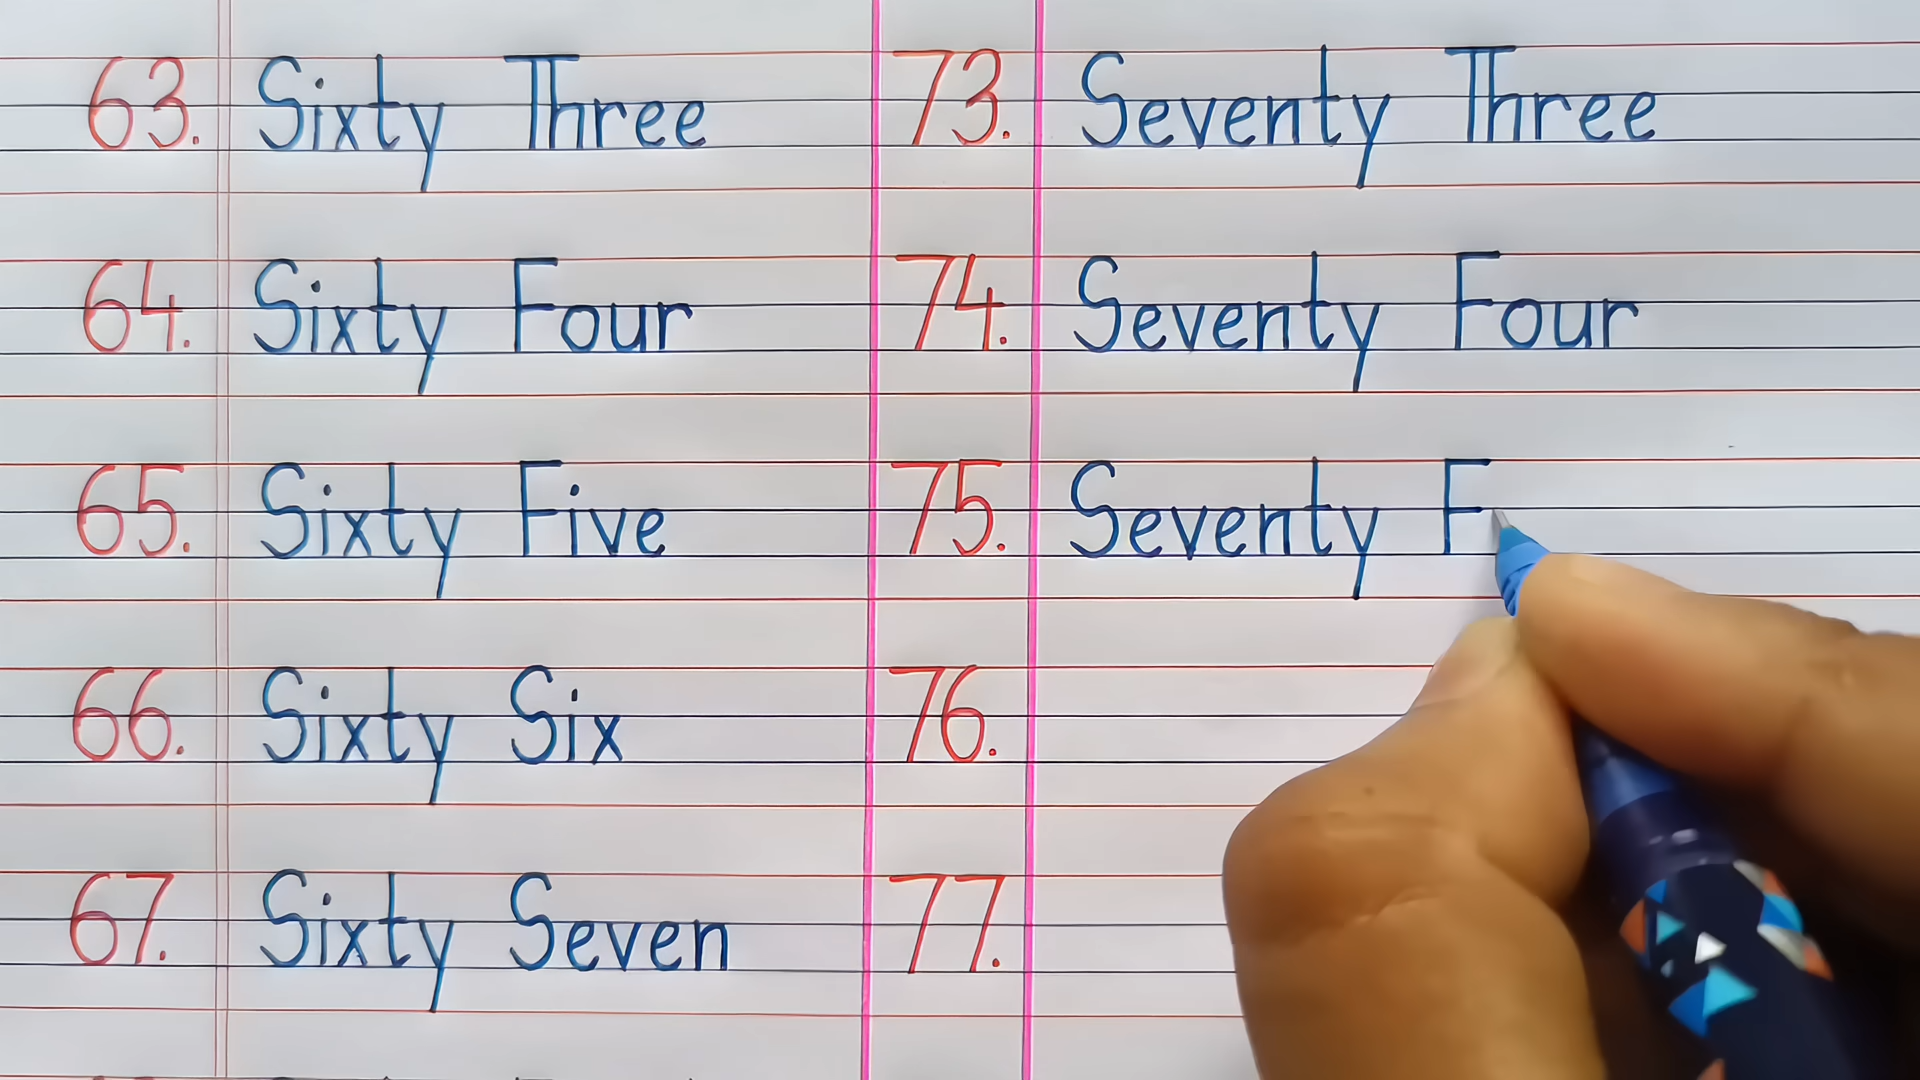 63. Sixty Three 73. Seventy Three
64. Sixty Four 74. Seventy Four
65. Sixty Five 75. Seventy F
66. Sixty Six 76.
67. Sixty Seven 77.